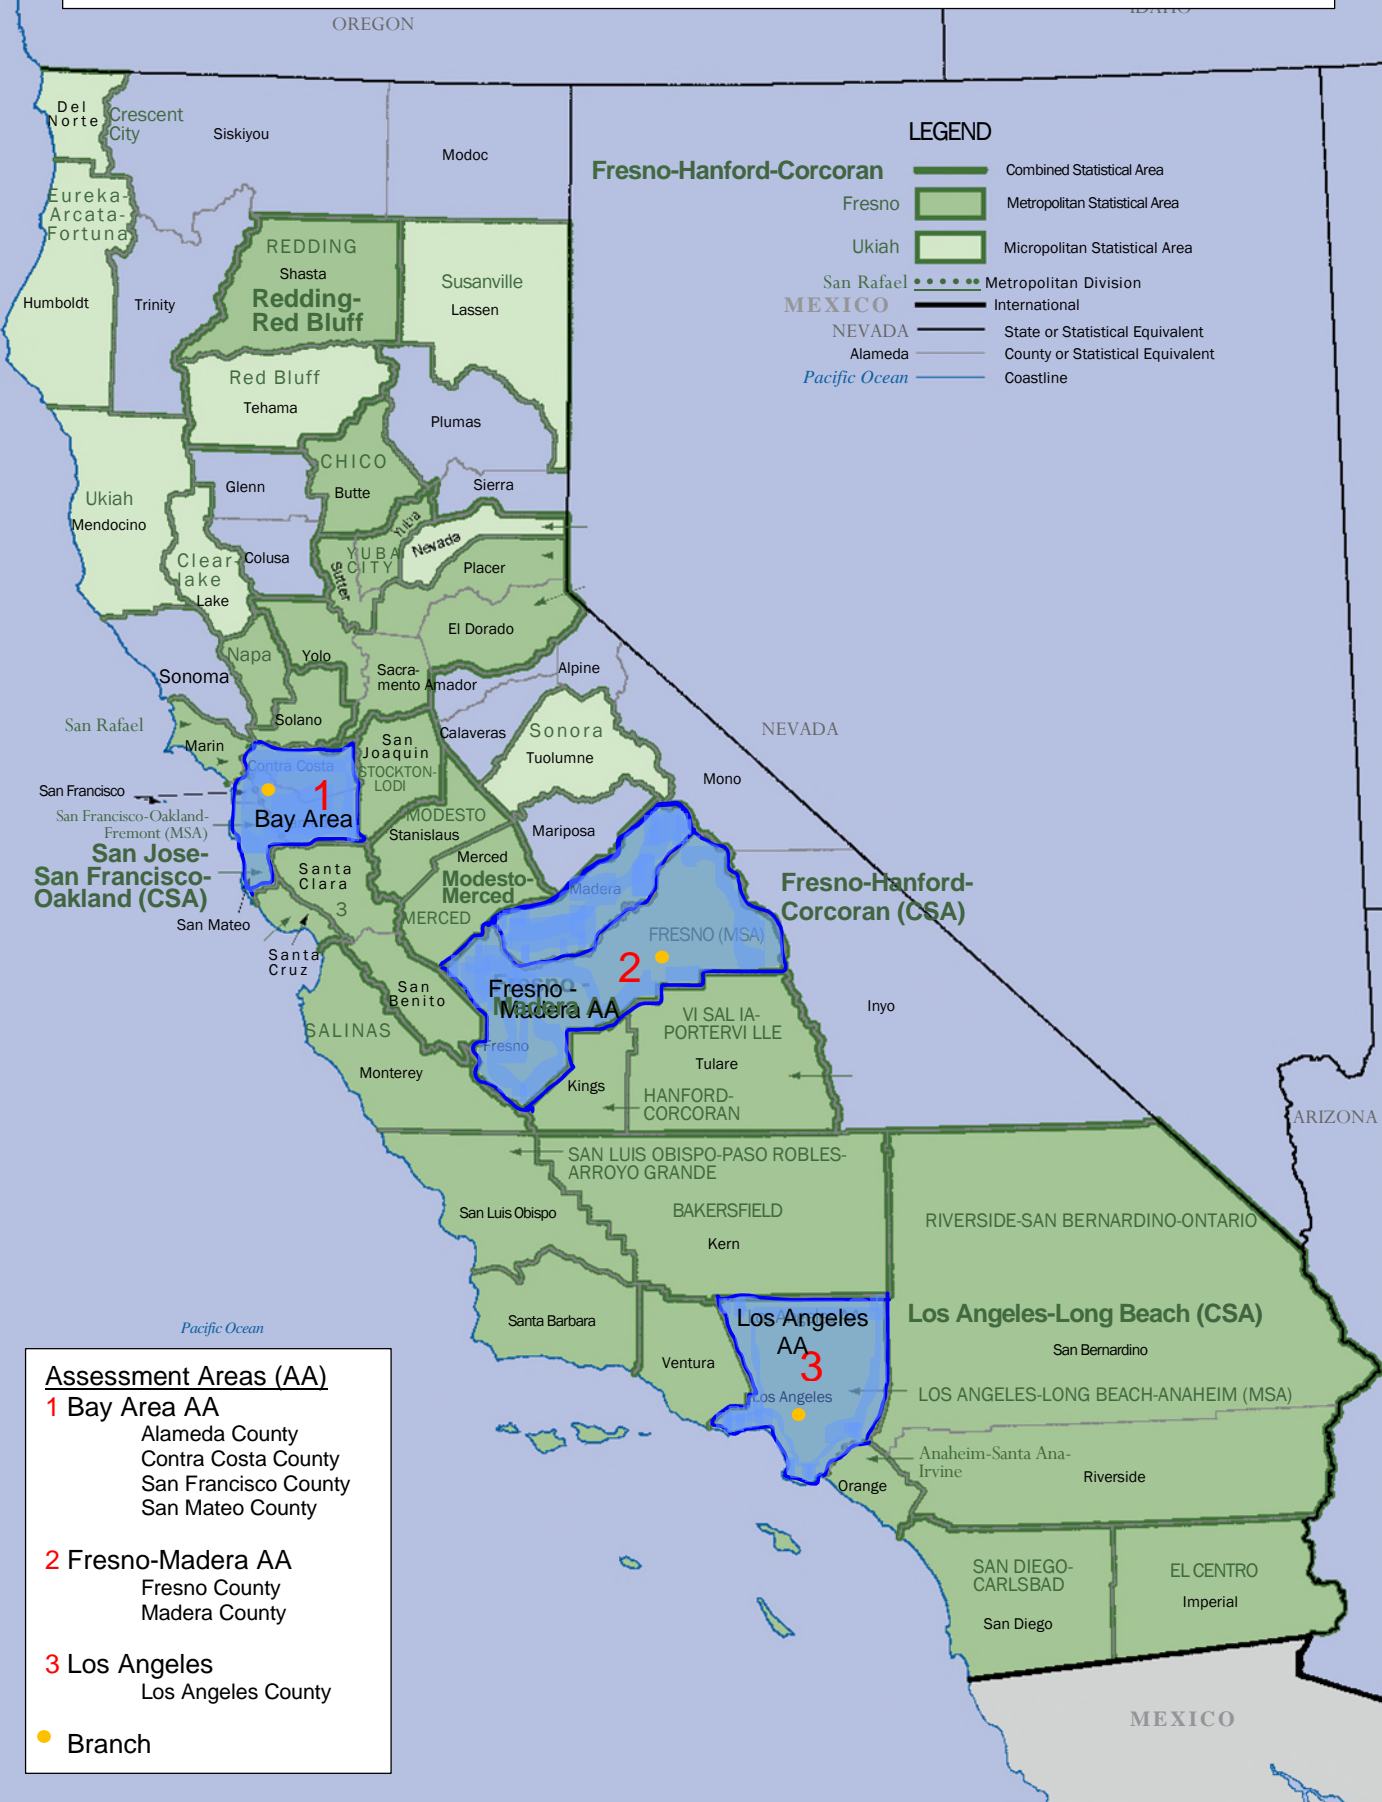 OREGON
IDAHO
LEGEND
Fresno-Hanford-Corcoran
Combined Statistical Area
Fresno
Metropolitan Statistical Area
Ukiah
Micropolitan Statistical Area
San Rafael
Metropolitan Division
MEXICO
International
NEVADA
State or Statistical Equivalent
Alameda
County or Statistical Equivalent
Pacific Ocean
Coastline
Del
Norte
Crescent
City
Siskiyou
Modoc
Eureka-
Arcata-
Fortuna
Humboldt
Trinity
REDDING
Shasta
Redding-
Red Bluff
Susanville
Lassen
Red Bluff
Tehama
Plumas
CHICO
Butte
Glenn
Sierra
Ukiah
Mendocino
Yuba
Nevada
Clear-
lake
Lake
Colusa
YUBA
CITY
Sutter
Placer
El Dorado
Napa
Yolo
Sonoma
Sacra-
mento
Amador
Alpine
San Rafael
Marin
Solano
San
Joaquin
STOCKTON-
LODI
Calaveras
Sonora
Tuolumne
NEVADA
Mono
Contra Costa
San Francisco
1
Bay Area
San Francisco-Oakland-
Fremont (MSA)
MODESTO
Stanislaus
Mariposa
San Jose-
San Francisco-
Oakland (CSA)
Santa
Clara
3
Merced
Modesto-
Merced
MERCED
Madera
Fresno-Hanford-
Corcoran (CSA)
San Mateo
Santa
Cruz
FRESNO (MSA)
2
Fresno -
Madera AA
Fresno -
Madera AA
San
Benito
Inyo
SALINAS
Monterey
Fresno
VI SAL IA-
PORTERVI LLE
Tulare
Kings
HANFORD-
CORCORAN
ARIZONA
SAN LUIS OBISPO-PASO ROBLES-
ARROYO GRANDE
San Luis Obispo
BAKERSFIELD
Kern
RIVERSIDE-SAN BERNARDINO-ONTARIO
Santa Barbara
Ventura
Los Angeles
AA
3
Los Angeles
Los Angeles-Long Beach (CSA)
San Bernardino
LOS ANGELES-LONG BEACH-ANAHEIM (MSA)
Anaheim-Santa Ana-
Irvine
Orange
Riverside
SAN DIEGO-
CARLSBAD
San Diego
EL CENTRO
Imperial
MEXICO
Pacific Ocean
Assessment Areas (AA)
1 Bay Area AA
Alameda County
Contra Costa County
San Francisco County
San Mateo County
2 Fresno-Madera AA
Fresno County
Madera County
3 Los Angeles
Los Angeles County
Branch